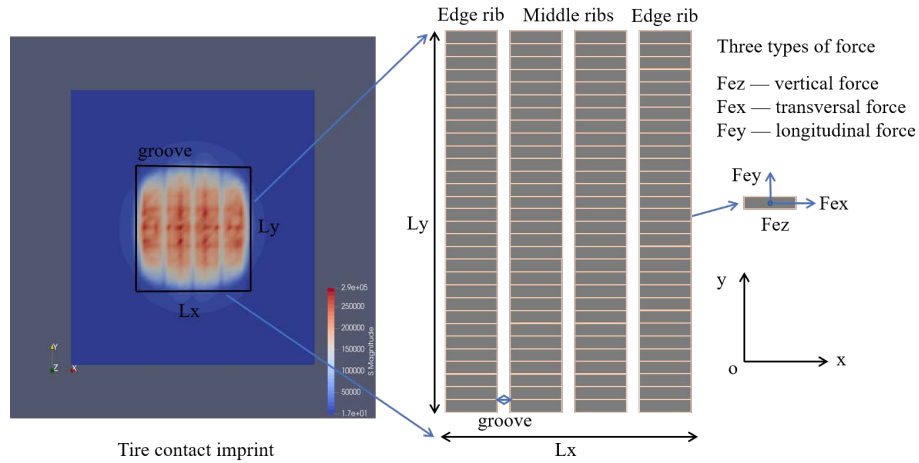 Edge rib Middle ribs Edge rib
Three types of force
Fez — vertical force
Fex — transversal force
Fey — longitudinal force
groove
Ly
Lx
2.9e+05
250000
200000
150000
100000
50000
1.7e+01
S Magnitude
Y
Z X
Tire contact imprint
Ly
groove
Lx
Fey
Fex
Fez
y
o
x